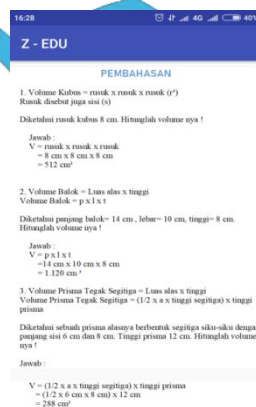 16:28
4G
40%
Z - EDU
PEMBAHASAN
1. Volume Kubus = rusuk x rusuk x rusuk (r³)
Rusuk disebut juga sisi (s)
Diketahui rusuk kubus 8 cm. Hitunglah volume nya !
Jawab :
V = rusuk x rusuk x rusuk
= 8 cm x 8 cm x 8 cm
= 512 cm³
2. Volume Balok = Luas alas x tinggi
Volume Balok = p x l x t
Diketahui panjang balok= 14 cm , lebar= 10 cm, tinggi= 8 cm.
Hitunglah volume nya !
Jawab :
V = p x l x t
=14 cm x 10 cm x 8 cm
= 1.120 cm ³
3. Volume Prisma Tegak Segitiga = Luas alas x tinggi
Volume Prisma Tegak Segitiga = (1/2 x a x tinggi segitiga) x tinggi
prisma
Diketahui sebuah prisma alasnya berbentuk segitiga siku-siku denga
panjang sisi 6 cm dan 8 cm. Tinggi prisma 12 cm. Hitunglah volume
nya !
Jawab :
V = (1/2 x a x tinggi segitiga) x tinggi prisma
= (1/2 x 6 cm x 8 cm) x 12 cm
= 288 cm³